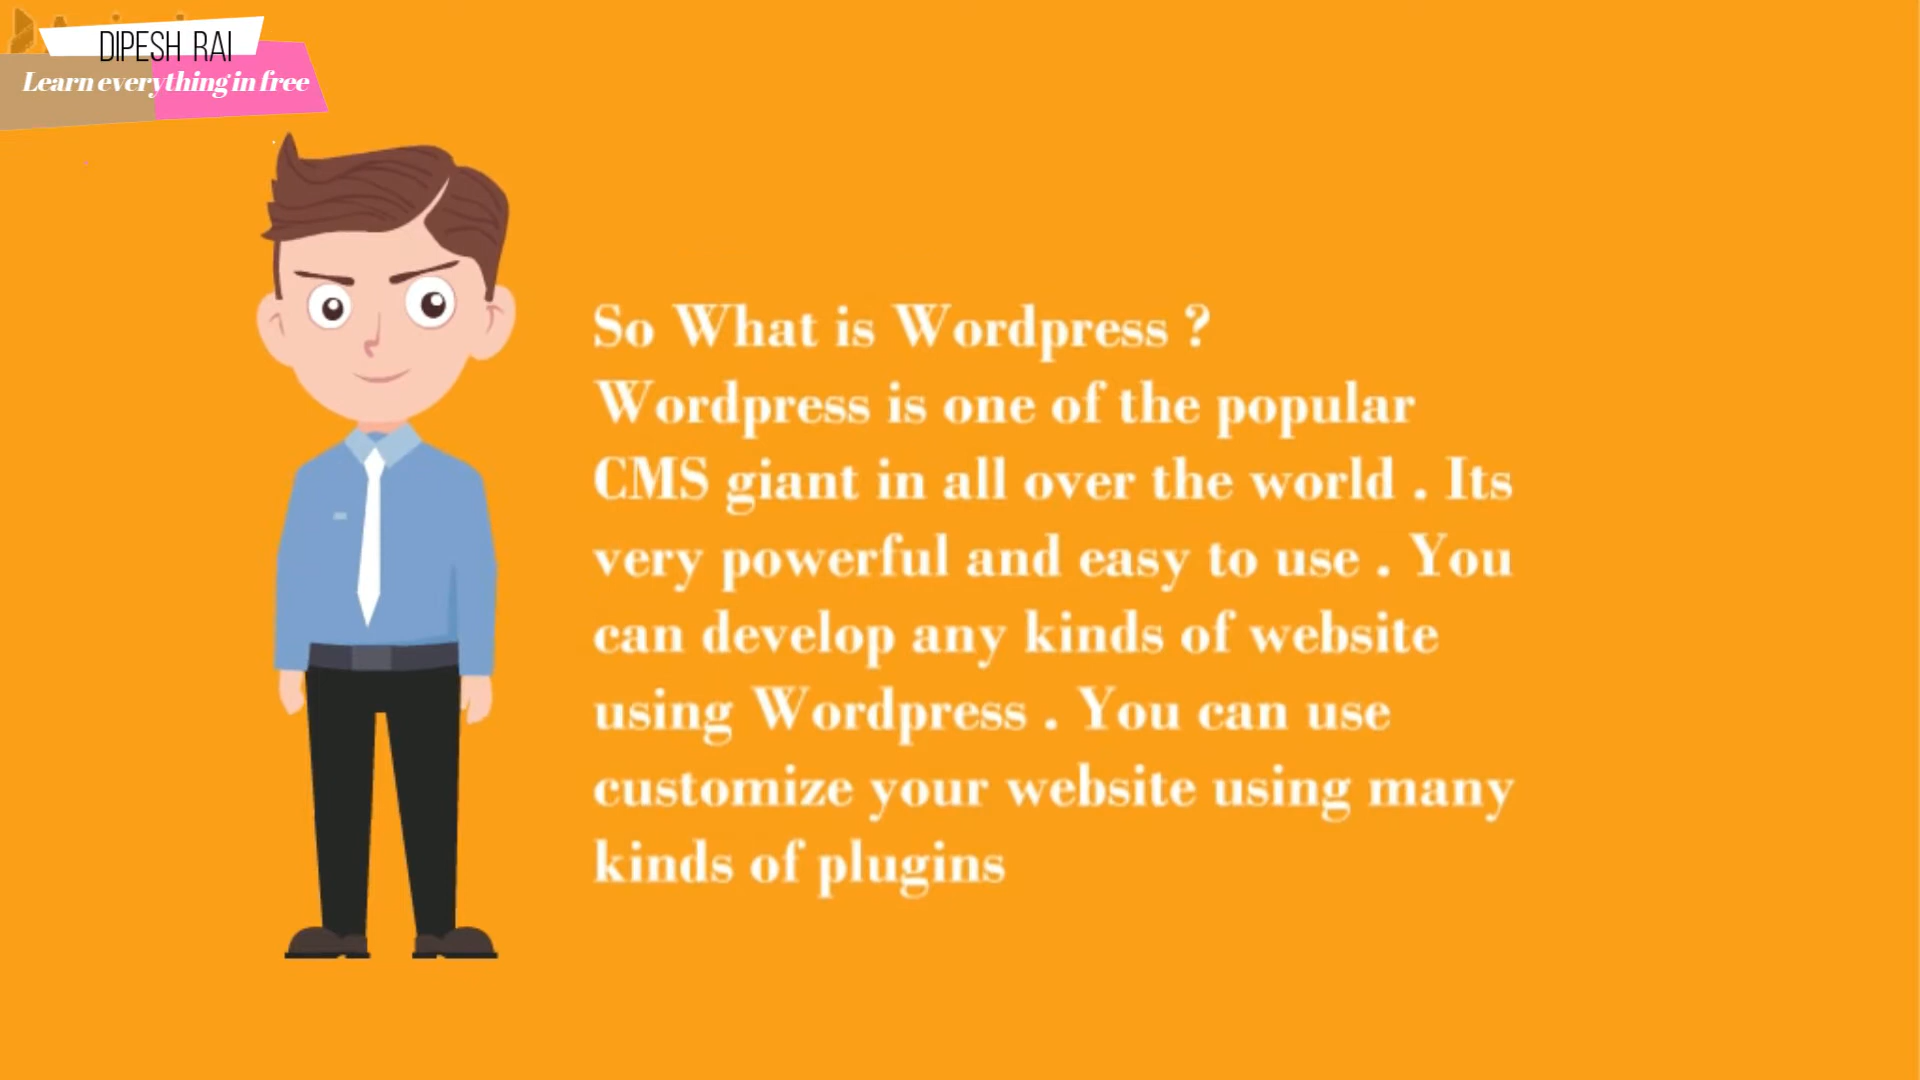 DIPESH RAI
Learn everything in free
So What is Wordpress ?
Wordpress is one of the popular
CMS giant in all over the world . Its
very powerful and easy to use . You
can develop any kinds of website
using Wordpress . You can use
customize your website using many
kinds of plugins